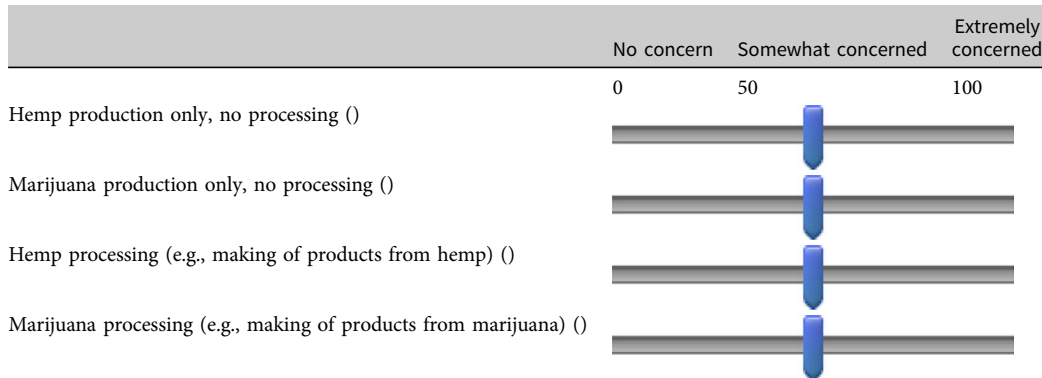 Extremely
No concern Somewhat concerned concerned
0 50 100
Hemp production only, no processing ()
Marijuana production only, no processing ()
Hemp processing (e.g., making of products from hemp) ()
Marijuana processing (e.g., making of products from marijuana) ()